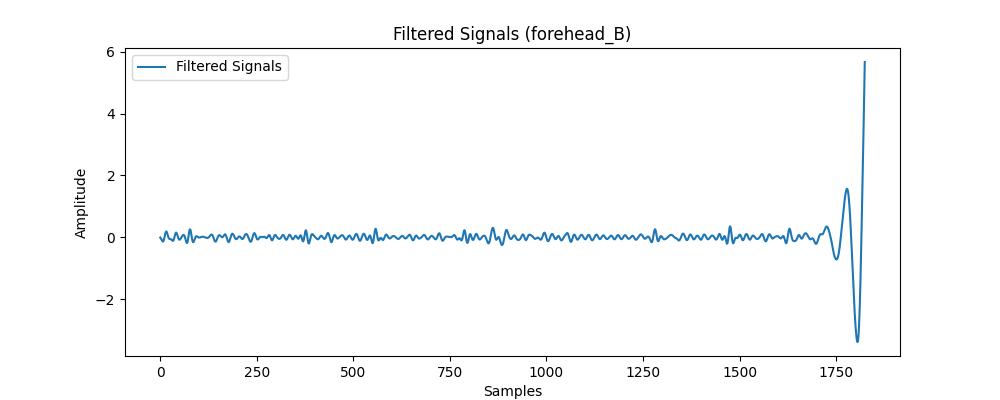 Filtered Signals (forehead_B)
Filtered Signals
Amplitude
6
4
2
0
−2
0 250 500 750 1000 1250 1500 1750
Samples